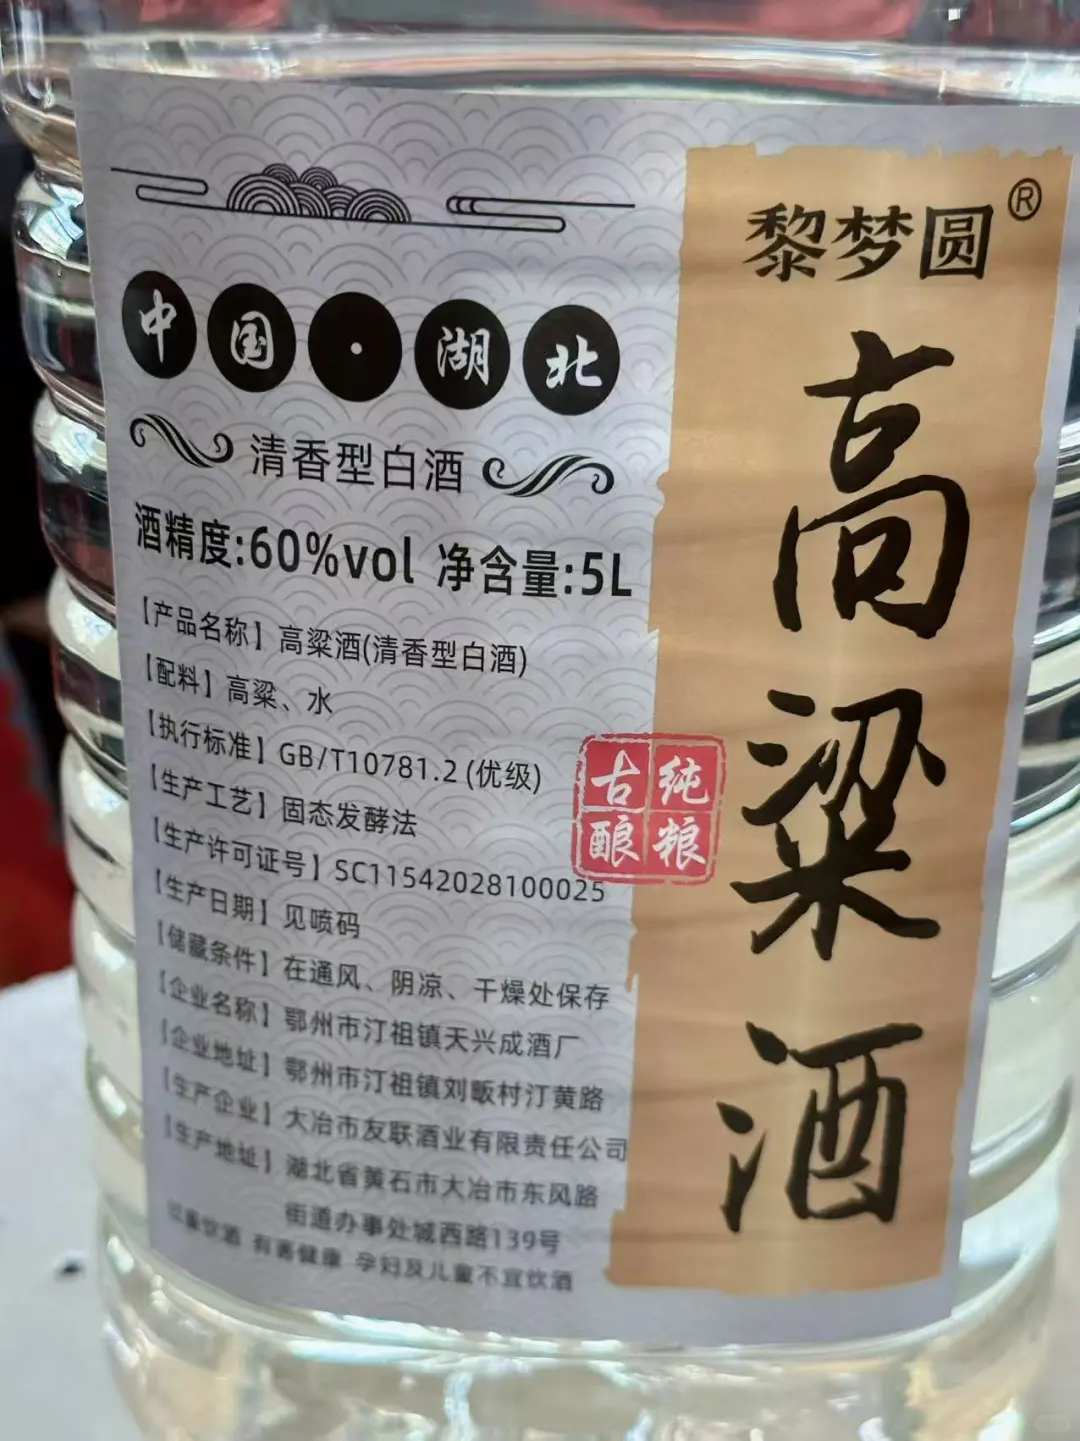 中国·湖北
清香型白酒
酒精度:60%vol 净含量:5L
【产品名称】高粱酒(清香型白酒)
【配料】高粱、水
【执行标准】GB/T10781.2(优级)
【生产工艺】固态发酵法
【生产许可证号】SC11542028100025
【生产日期】见喷码
【储藏条件】在通风、阴凉、干燥处保存
【企业名称】鄂州市汀祖镇天兴成酒厂
【企业地址】鄂州市汀祖镇刘畈村汀黄路
【生产企业】大冶市友联酒业有限责任公司
【生产地址】湖北省黄石市大冶市东风路
街道办事处城西路139号
过量饮酒 有害健康 孕妇及儿童不宜饮酒
纯粮
古酿
黎梦圆®
高粱酒